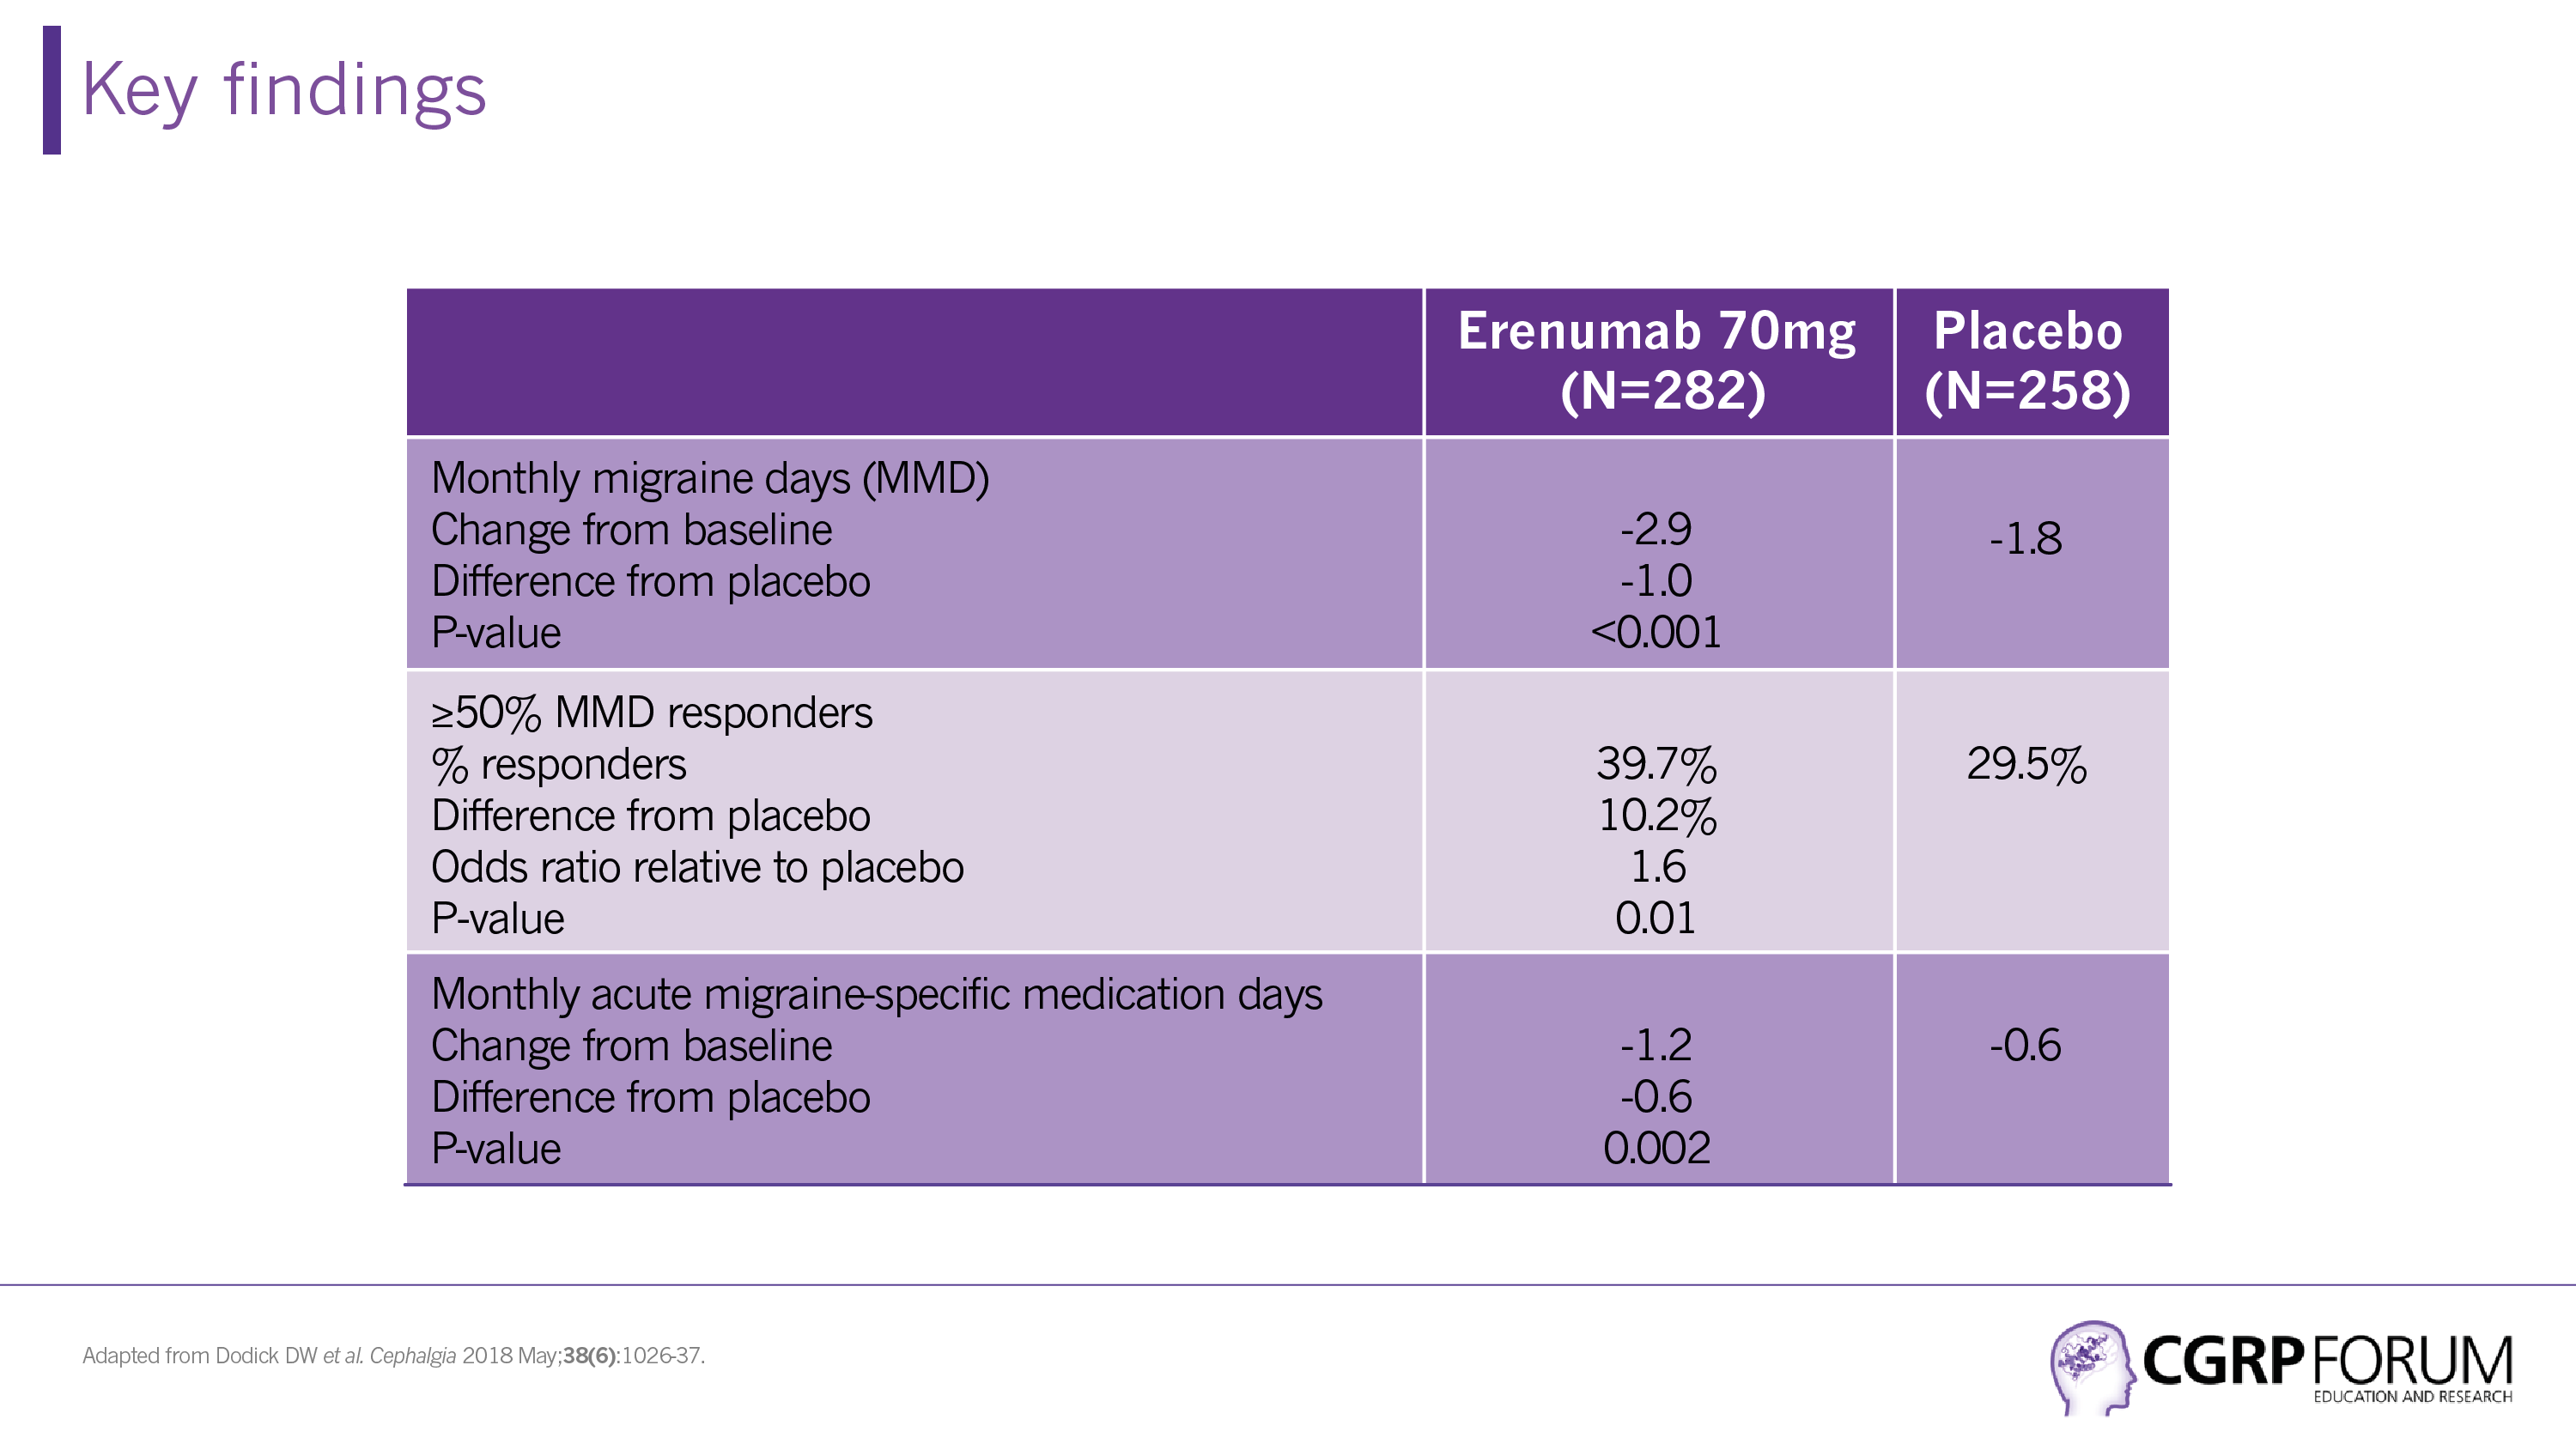 Key findings
Erenumab 70mg
(N=282)
Placebo
(N=258)
Monthly migraine days (MMD)
Change from baseline
-2.9
-1.8
Difference from placebo
-1.0
P-value
<0.001
≥50% MMD responders
% responders
39.7%
29.5%
Difference from placebo
10.2%
Odds ratio relative to placebo
1.6
P-value
0.01
Monthly acute migraine-specific medication days
Change from baseline
-1.2
-0.6
Difference from placebo
-0.6
P-value
0.002
Adapted from Dodick DW et al. Cephalgia 2018 May;38(6):1026-37.
CGRP FORUM
EDUCATION AND RESEARCH